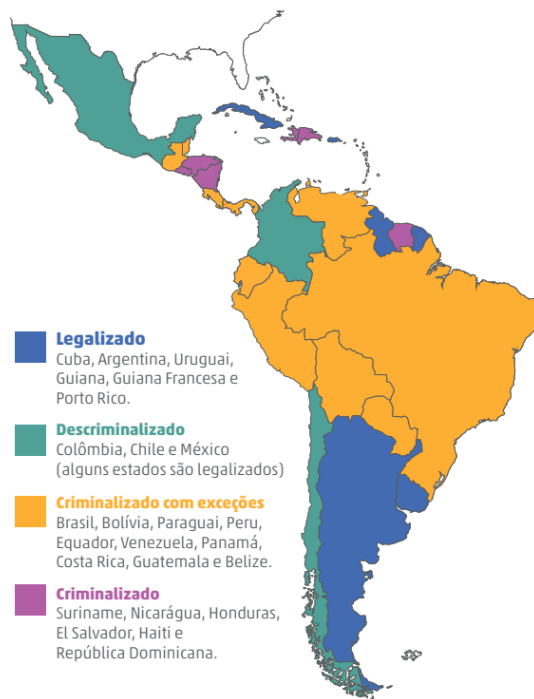 Legalizado
Cuba, Argentina, Uruguai,
Guiana, Guiana Francesa e
Porto Rico.
Descriminalizado
Colômbia, Chile e México
(alguns estados são legalizados)
Criminalizado com exceções
Brasil, Bolívia, Paraguai, Peru,
Equador, Venezuela, Panamá,
Costa Rica, Guatemala e Belize.
Criminalizado
Suriname, Nicarágua, Honduras,
El Salvador, Haiti e
República Dominicana.